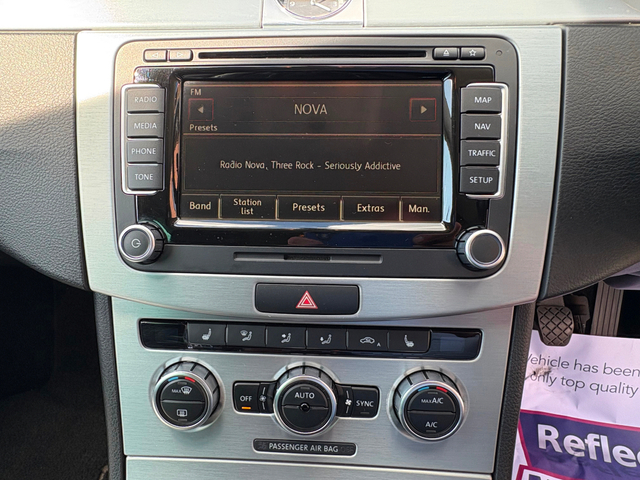 FM
NOVA
Presets
Radio Nova, Three Rock - Seriously Addictive
Band
Station
list
Presets
Extras
Man.
RADIO
MEDIA
PHONE
TONE
MAP
NAV
TRAFFIC
SETUP
A
MAX
OFF
AUTO
SYNC
MAX A/C
A/C
PASSENGER AIR BAG
Vehicle has been
only top quality
Reflec